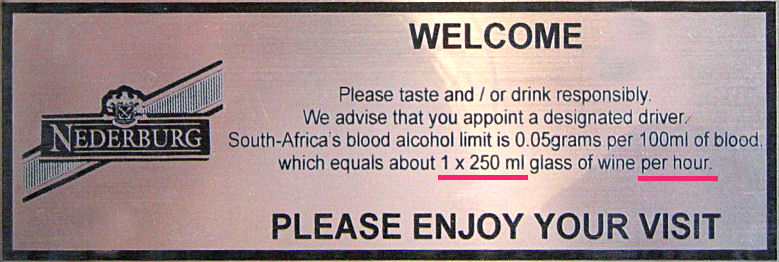 WELCOME
NEDERBURG
Please taste and / or drink responsibly.
We advise that you appoint a designated driver.
South-Africa's blood alcohol limit is 0.05grams per 100ml of blood,
which equals about 1 x 250 ml glass of wine per hour.
PLEASE ENJOY YOUR VISIT